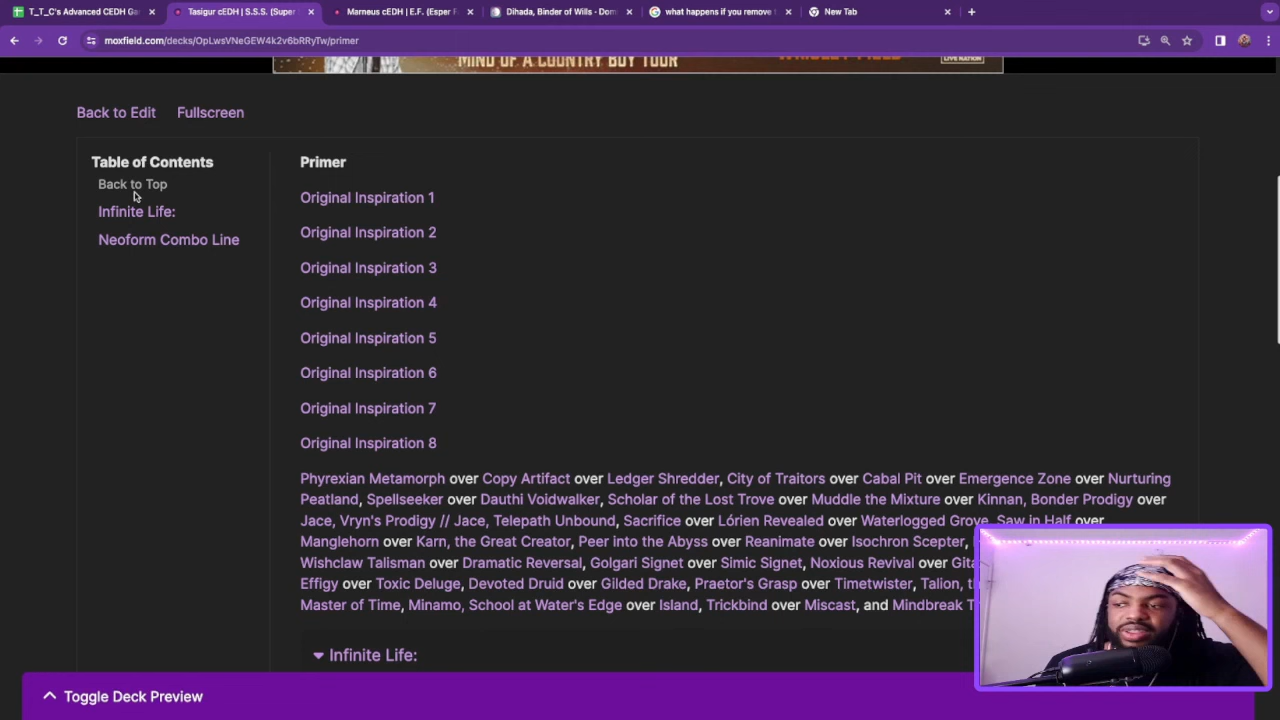 T_T_C's Advanced CEDH Ga
Tasigur cEDH | S.S.S. (Super
Marneus cEDH | E.F. (Esper F
Dihada, Binder of Wills - Dom
what happens if you remove t
New Tab
moxfield.com/decks/OpLwsVNeGEW4k2v6bRRyTw/primer
MIND OF A COUNTRY BOY TOUR
LIVE NATION
Back to Edit
Fullscreen
Table of Contents
Back to Top
Infinite Life:
Neoform Combo Line
Primer
Original Inspiration 1
Original Inspiration 2
Original Inspiration 3
Original Inspiration 4
Original Inspiration 5
Original Inspiration 6
Original Inspiration 7
Original Inspiration 8
Phyrexian Metamorph over Copy Artifact over Ledger Shredder, City of Traitors over Cabal Pit over Emergence Zone over Nurturing
Peatland, Spellseeker over Dauthi Voidwalker, Scholar of the Lost Trove over Muddle the Mixture over Kinnan, Bonder Prodigy over
Jace, Vryn's Prodigy // Jace, Telepath Unbound, Sacrifice over Lórien Revealed over Waterlogged Grove, Saw in Half over
Manglehorn over Karn, the Great Creator, Peer into the Abyss over Reanimate over Isochron Scepter,
Wishclaw Talisman over Dramatic Reversal, Golgari Signet over Simic Signet, Noxious Revival over Gita
Effigy over Toxic Deluge, Devoted Druid over Gilded Drake, Praetor's Grasp over Timetwister, Talion, th
Master of Time, Minamo, School at Water's Edge over Island, Trickbind over Miscast, and Mindbreak T
Infinite Life:
Toggle Deck Preview